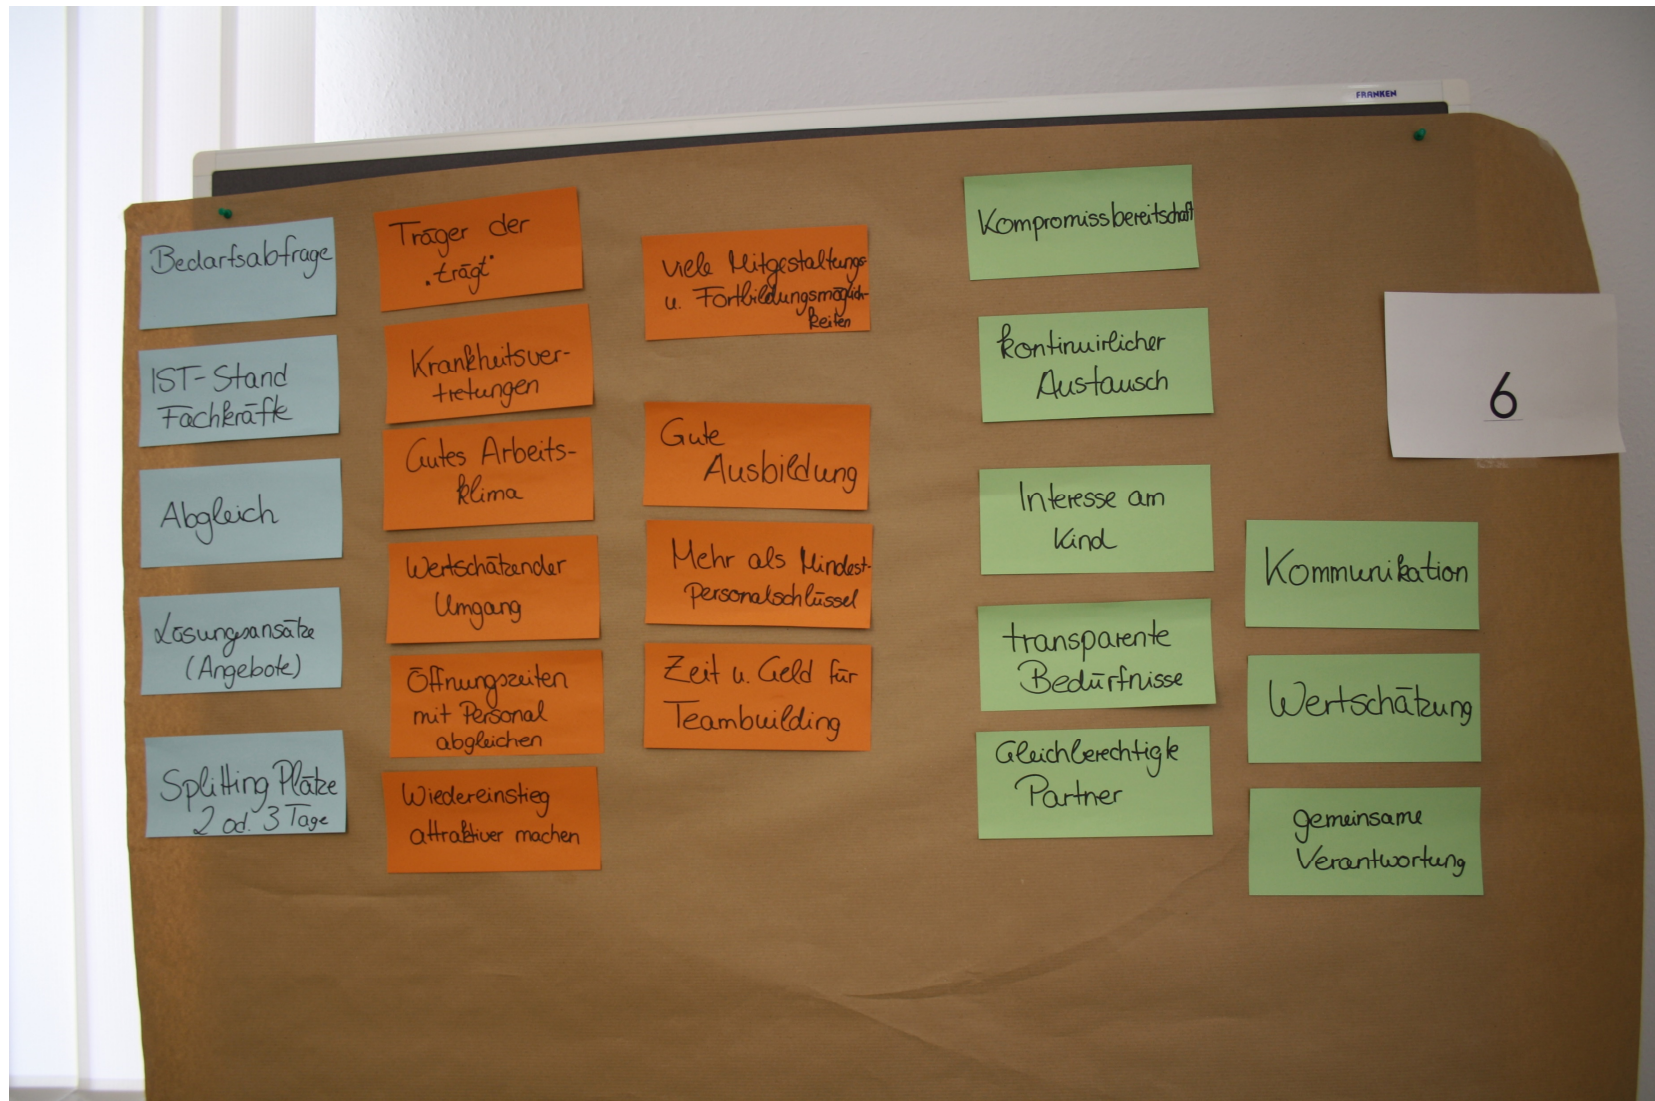 FRANKEN
Bedarfsabfrage
IST-Stand
Fachkräfte
Abgleich
Lösungsansätze
(Angebote)
Splitting Plätze
2 od. 3 Tage
Träger der
"trägt"
Krankheitsver-
tretungen
Gutes Arbeits-
klima
Wertschätzender
Umgang
Öffnungszeiten
mit Personal
abgleichen
Wiedereinstieg
attraktiver machen
viele Mitgestaltungs-
u. Fortbildungsmöglich-
keiten
Gute
Ausbildung
Mehr als Mindest-
Personalschlüssel
Zeit u. Geld für
Teambuilding
Kompromissbereitschaft
kontinuirlicher
Austausch
Interesse am
Kind
transparente
Bedürfnisse
Gleichberechtigte
Partner
Kommunikation
Wertschätzung
gemeinsame
Verantwortung
6